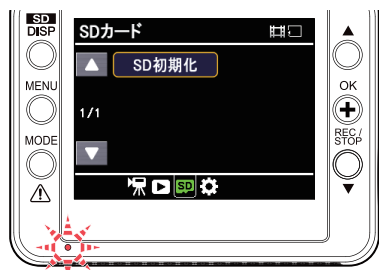 SD
DISP
MENU
MODE
SDカード
SD初期化
1/1
SD
OK
REC/
STOP